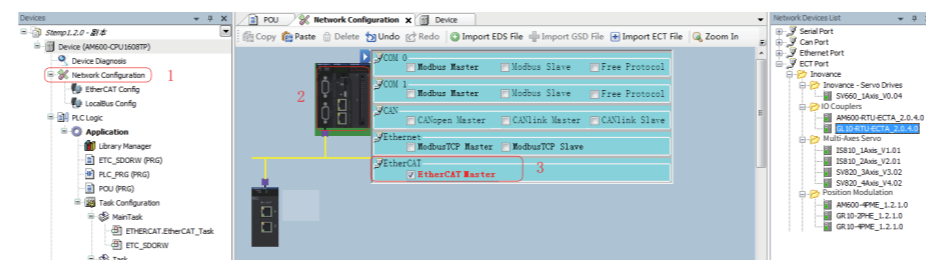 Devices
Stemp1.2.0 - 副本
Device (AM600-CPU1608TP)
Device Diagnosis
Network Configuration
1
EtherCAT Config
LocalBus Config
PLC Logic
Application
Library Manager
ETC_SDORW (PRG)
PLC_PRG (PRG)
POU (PRG)
Task Configuration
MainTask
ETHERCAT.EtherCAT_Task
ETC_SDORW
Task
POU Network Configuration x Device
Copy Paste Delete Undo Redo Import EDS File Import GSD File Import ECT File Zoom In
2
COM 0
Modbus Master Modbus Slave Free Protocol
COM 1
Modbus Master Modbus Slave Free Protocol
CAN
CANopen Master CANlink Master CANlink Slave
Ethernet
ModbusTCP Master ModbusTCP Slave
EtherCAT
EtherCAT Master
3
Network Devices List
Serial Port
Can Port
Ethernet Port
ECT Port
Inovance
Inovance - Servo Drives
SV660_1Axis_V0.04
IO Couplers
AM600-RTU-ECTA_2.0.4.0
GL10-RTU-ECTA_2.0.4.0
Multi-Axes Servo
IS810_1Axis_V1.01
IS810_2Axis_V2.01
SV820_3Axis_V3.02
SV820_4Axis_V4.02
Position Modulation
AM600-4PME_1.2.1.0
GR10-2PHE_1.2.1.0
GR10-4PME_1.2.1.0